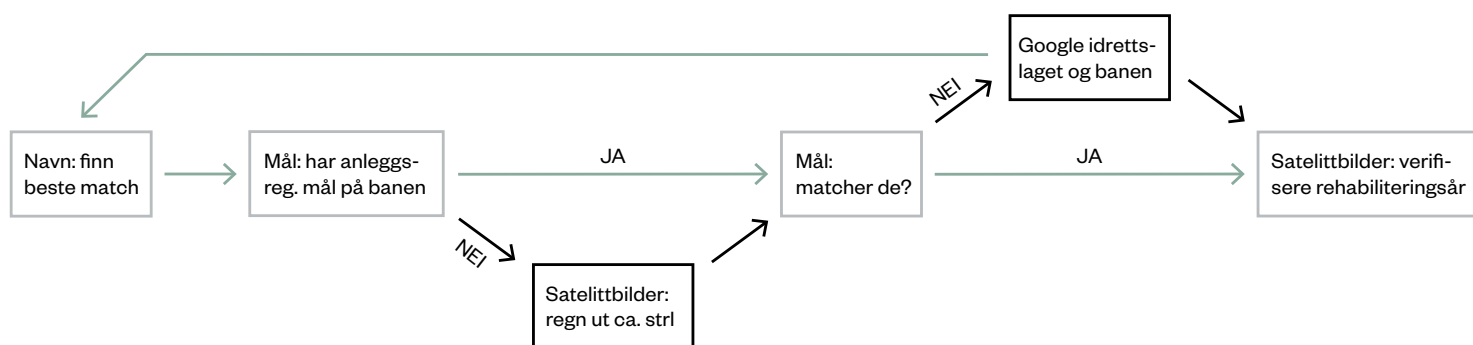 Google idretts-
laget og banen
NEI
Navn: finn
beste match
Mål: har anleggs-
reg. mål på banen
JA
Mål:
matcher de?
JA
Satelittbilder: verifi-
sere rehabiliteringsår
NEI
Satelittbilder:
regn ut ca. strl